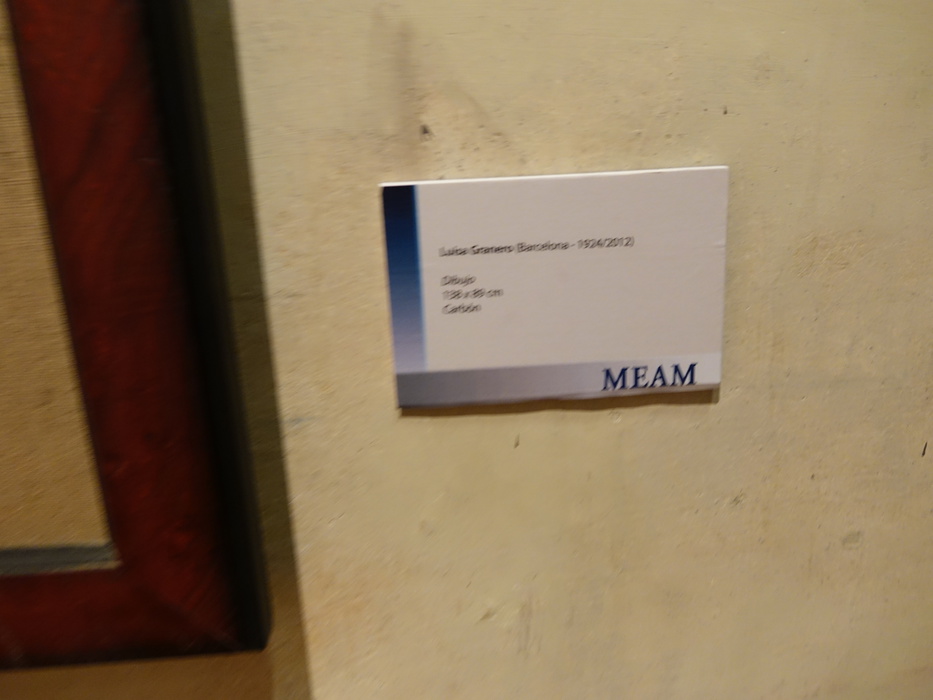 Luisa Granero (Barcelona - 1924/2012)
Dibujo
138 x 89 cm
Carbón
MEAM